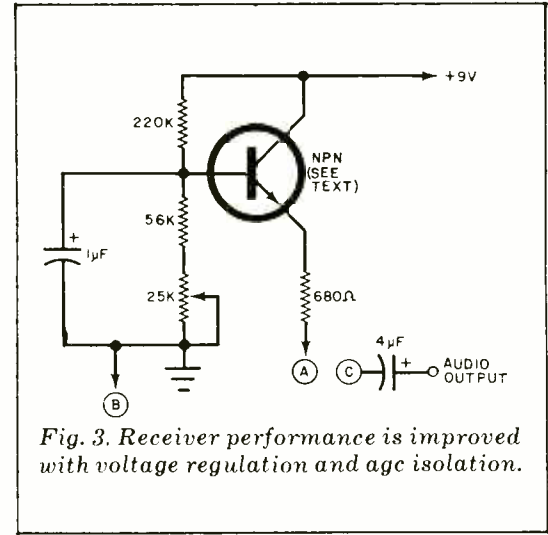 +9V
220K
NPN
(SEE
TEXT)
56K
+
1µF
25K
680Ω
4µF
A
C
+
AUDIO
OUTPUT
B
Fig. 3. Receiver performance is improved
with voltage regulation and agc isolation.